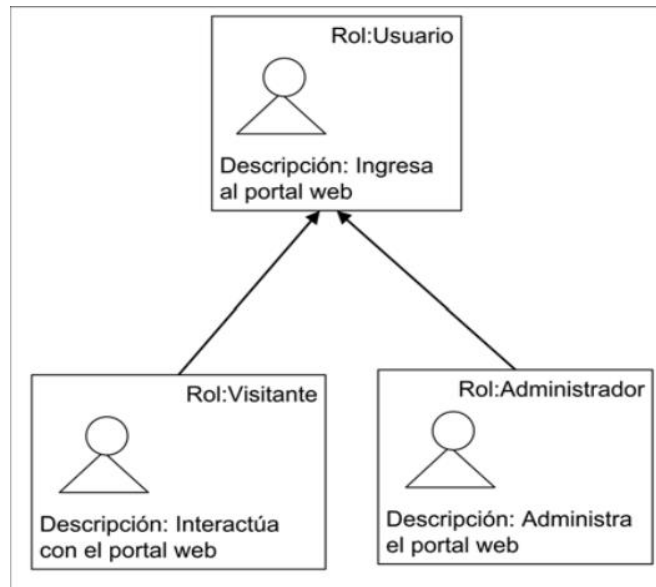 Rol:Usuario
Descripción: Ingresa
al portal web
Rol:Visitante
Descripción: Interactúa
con el portal web
Rol:Administrador
Descripción: Administra
el portal web